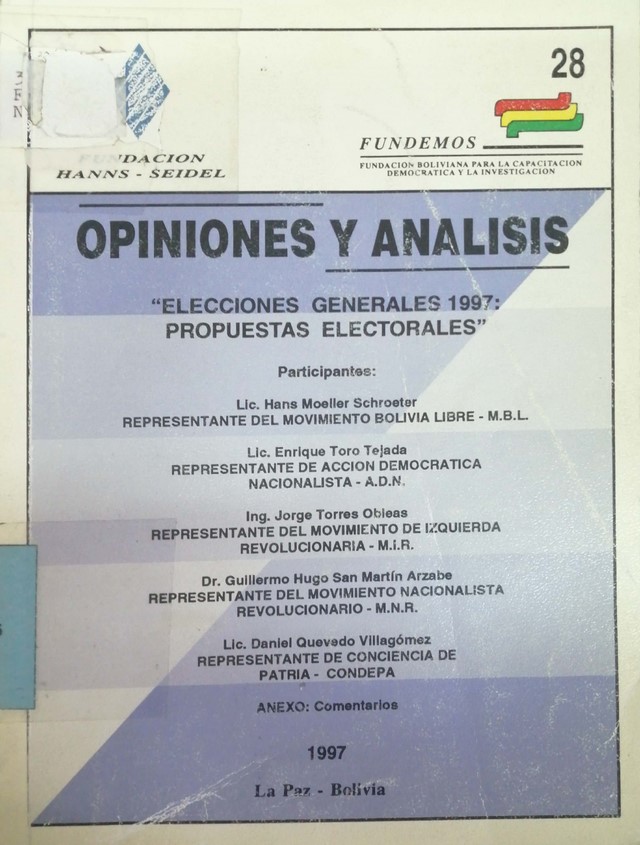 28
FUNDACION
HANNS - SEIDEL
FUNDEMOS
FUNDACION BOLIVIANA PARA LA CAPACITACION
DEMOCRATICA Y LA INVESTIGACION
OPINIONES Y ANALISIS
“ELECCIONES GENERALES 1997:
PROPUESTAS ELECTORALES”
Participantes:
Lic. Hans Moeller Schroeter
REPRESENTANTE DEL MOVIMIENTO BOLIVIA LIBRE - M.B.L.
Lic. Enrique Toro Tejada
REPRESENTANTE DE ACCION DEMOCRATICA
NACIONALISTA - A.D.N.
Ing. Jorge Torres Obleas
REPRESENTANTE DEL MOVIMIENTO DE IZQUIERDA
REVOLUCIONARIA - M.I.R.
Dr. Guillermo Hugo San Martín Arzabe
REPRESENTANTE DEL MOVIMIENTO NACIONALISTA
REVOLUCIONARIO - M.N.R.
Lic. Daniel Quevedo Villagómez
REPRESENTANTE DE CONCIENCIA DE
PATRIA - CONDEPA
ANEXO: Comentarios
1997
La Paz - Bolivia